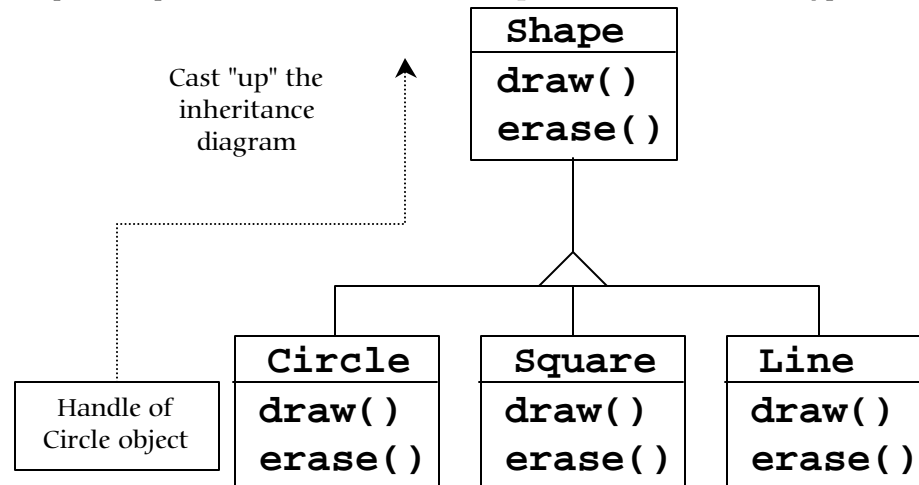 Shape
draw()
erase()
Cast "up" the
inheritance
diagram
Handle of
Circle object
Circle
draw()
erase()
Square
draw()
erase()
Line
draw()
erase()